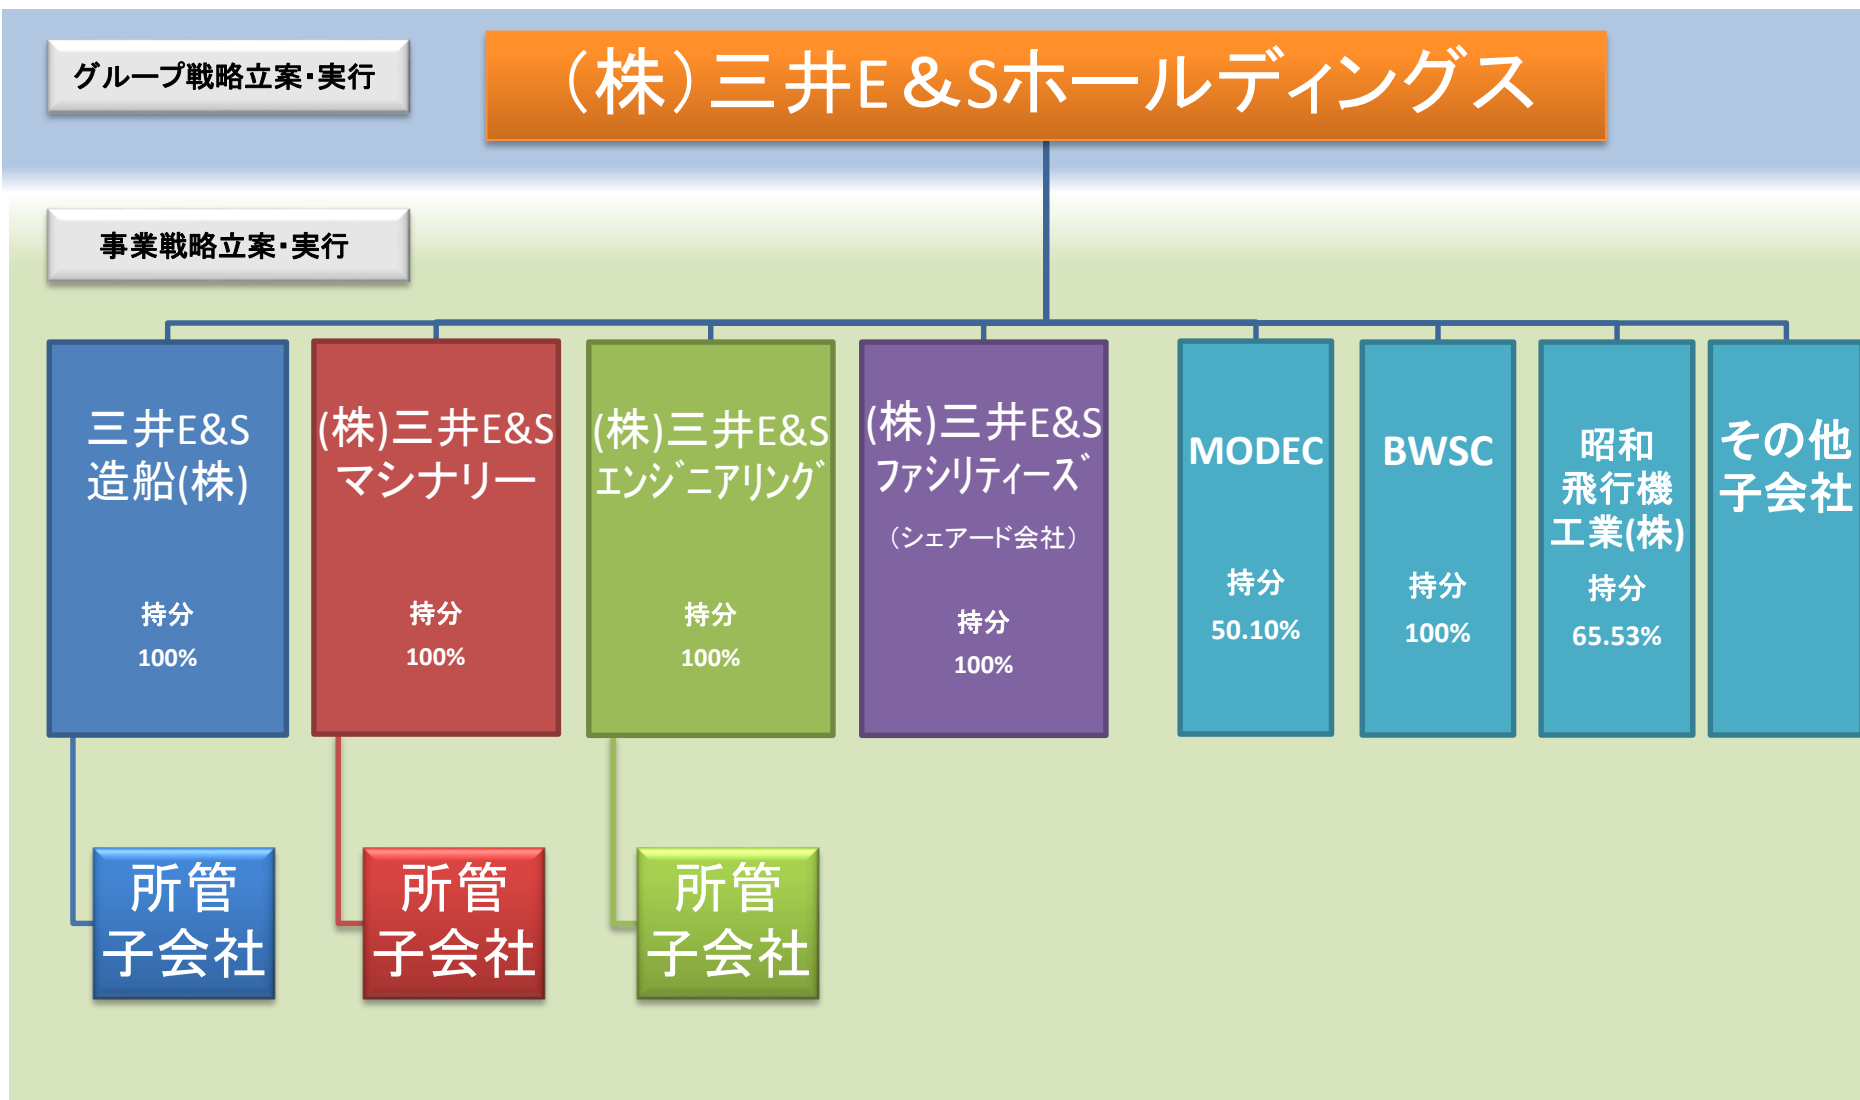 グループ戦略立案・実行
（株）三井E＆Sホールディングス
事業戦略立案・実行
三井E&S
造船(株)
持分
100%
(株)三井E&S
マシナリー
持分
100%
(株)三井E&S
ｴﾝｼﾞﾆｱﾘﾝｸﾞ
持分
100%
(株)三井E&S
ﾌｧｼﾘﾃｨｰｽﾞ
（シェアード会社）
持分
100%
MODEC
持分
50.10%
BWSC
持分
100%
昭和
飛行機
工業(株)
持分
65.53%
その他
子会社
所管
子会社
所管
子会社
所管
子会社